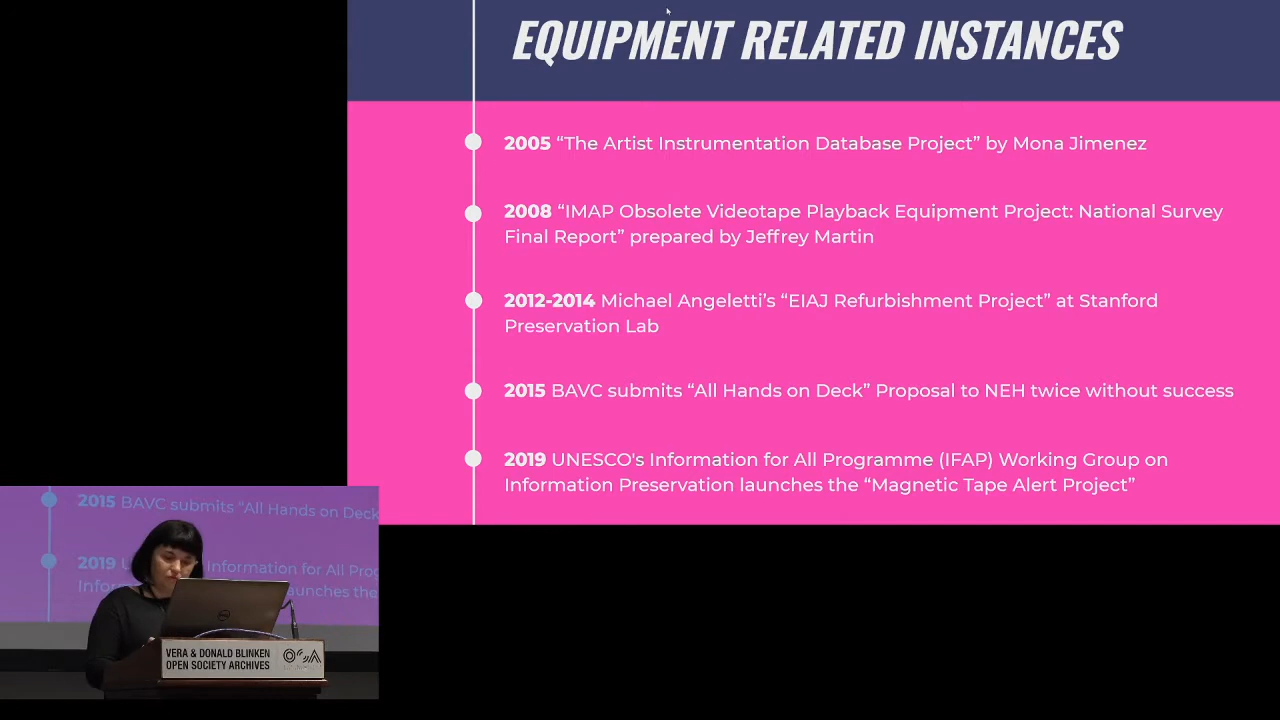 EQUIPMENT RELATED INSTANCES
2005 “The Artist Instrumentation Database Project” by Mona Jimenez
2008 “IMAP Obsolete Videotape Playback Equipment Project: National Survey
Final Report” prepared by Jeffrey Martin
2012-2014 Michael Angeletti’s “EIAJ Refurbishment Project” at Stanford
Preservation Lab
2015 BAVC submits “All Hands on Deck” Proposal to NEH twice without success
2019 UNESCO's Information for All Programme (IFAP) Working Group on
Information Preservation launches the “Magnetic Tape Alert Project”
2015 BAVC submits “All Hands on Deck
2019 Information for All
launches the
DELL
VERA & DONALD BLINKEN
OPEN SOCIETY ARCHIVES